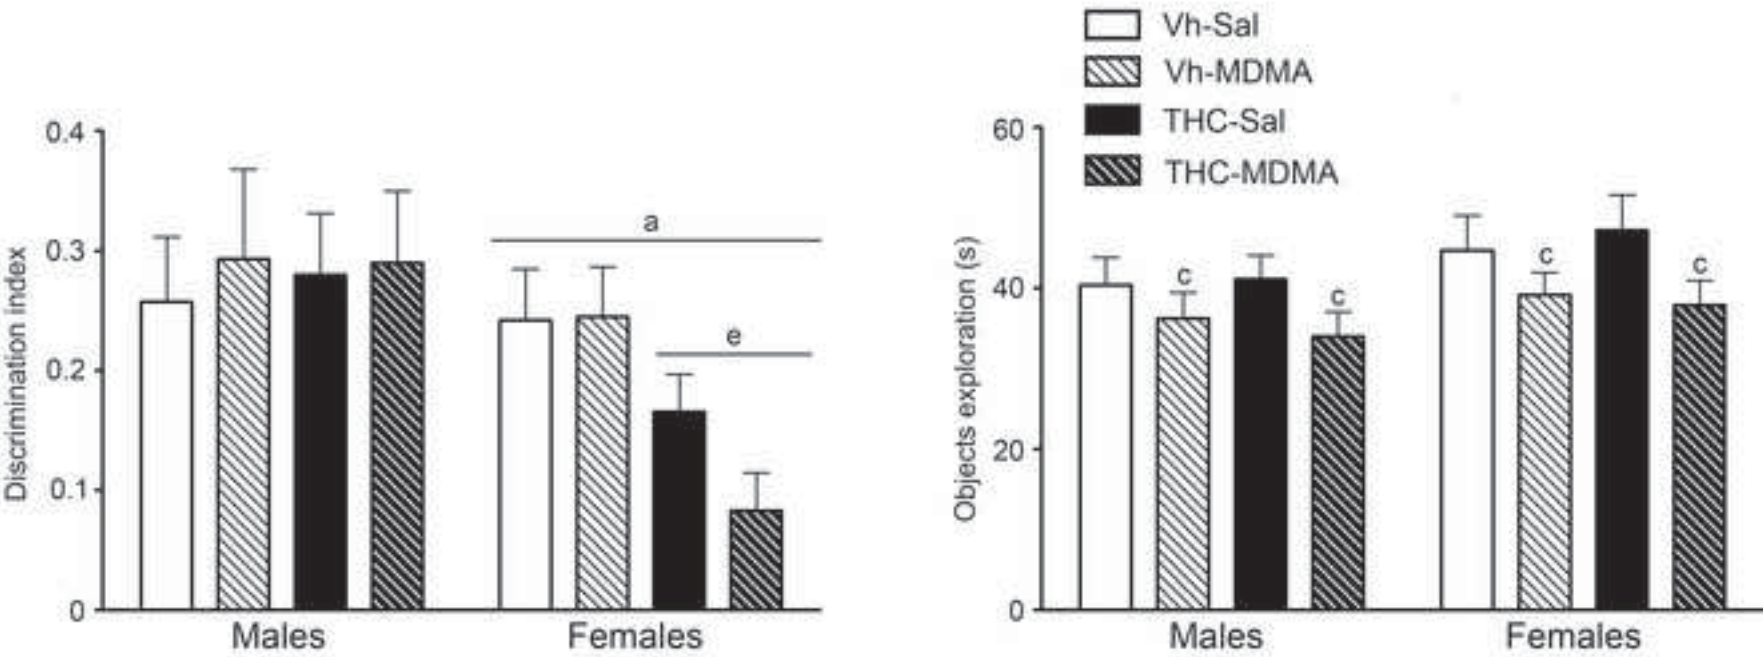 Vh-Sal
Vh-MDMA
THC-Sal
THC-MDMA
Discrimination index
0.4
0.3
0.2
0.1
0
a
e
Males
Females
Objects exploration (s)
60
40
20
0
c
c
c
c
Males
Females